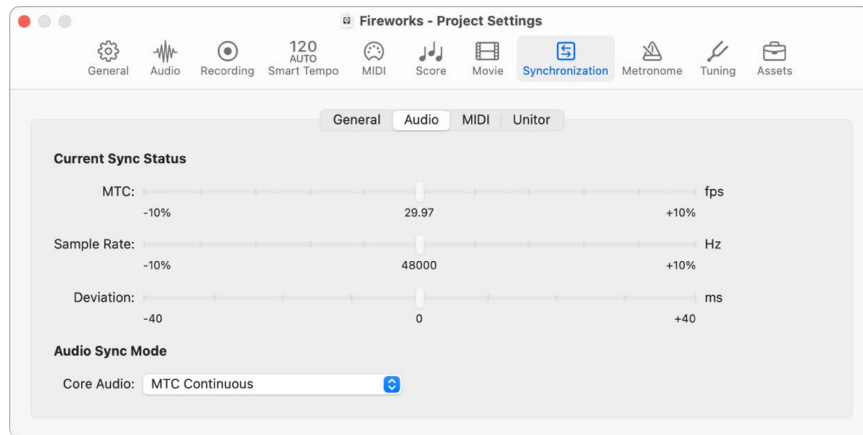 Fireworks - Project Settings
120
AUTO
General Audio Recording Smart Tempo MIDI Score Movie Synchronization Metronome Tuning Assets
General Audio MIDI Unitor
Current Sync Status
MTC: fps
-10% 29.97 +10%
Sample Rate: Hz
-10% 48000 +10%
Deviation: ms
-40 0 +40
Audio Sync Mode
Core Audio: MTC Continuous